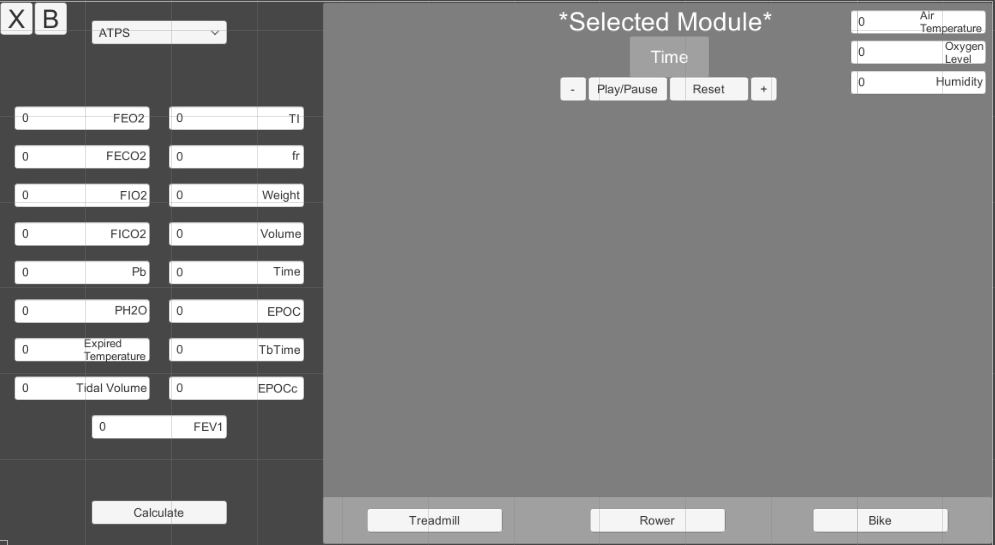 X B
ATPS
*Selected Module*
Time
- Play/Pause Reset +
0 Air
Temperature
0 Oxygen
Level
0 Humidity
0 FEO2 0 TI
0 FECO2 0 fr
0 FIO2 0 Weight
0 FICO2 0 Volume
0 Pb 0 Time
0 PH2O 0 EPOC
0 Expired
Temperature 0 TbTime
0 Tidal Volume 0 EPOCc
0 FEV1
Calculate
Treadmill Rower Bike